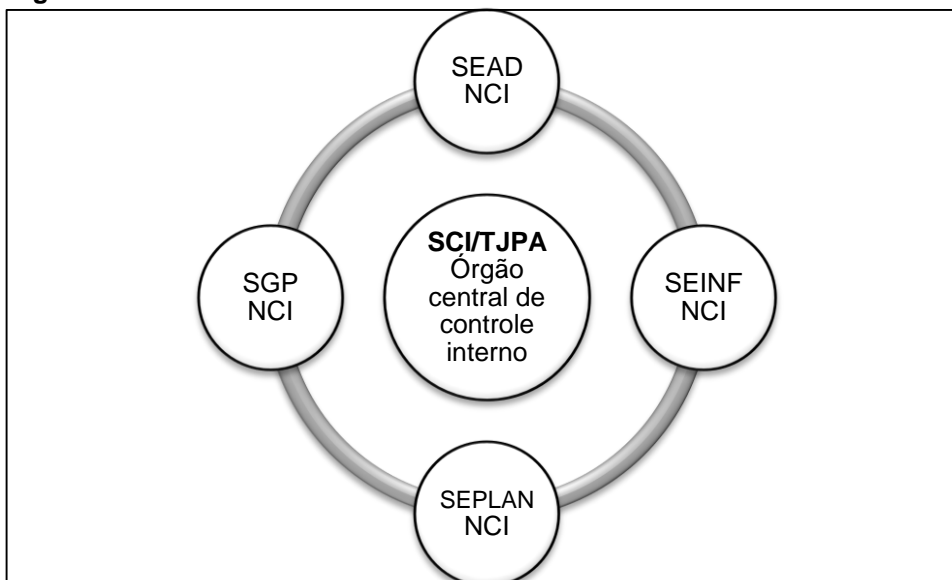 SEAD
NCI
SGP
NCI
SCI/TJPA
Órgão
central de
controle
interno
SEINF
NCI
SEPLAN
NCI